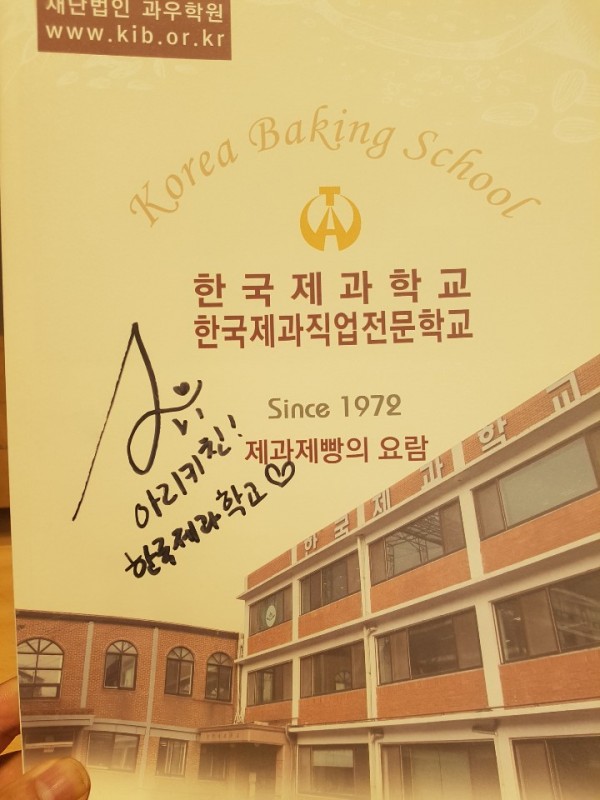 재단법인 과우학원
www.kib.or.kr
Korea Baking School
한국제과학교
한국제과직업전문학교
Since 1972
제과제빵의 요람
아리키친!
한국제과학교♡
한국제과학교